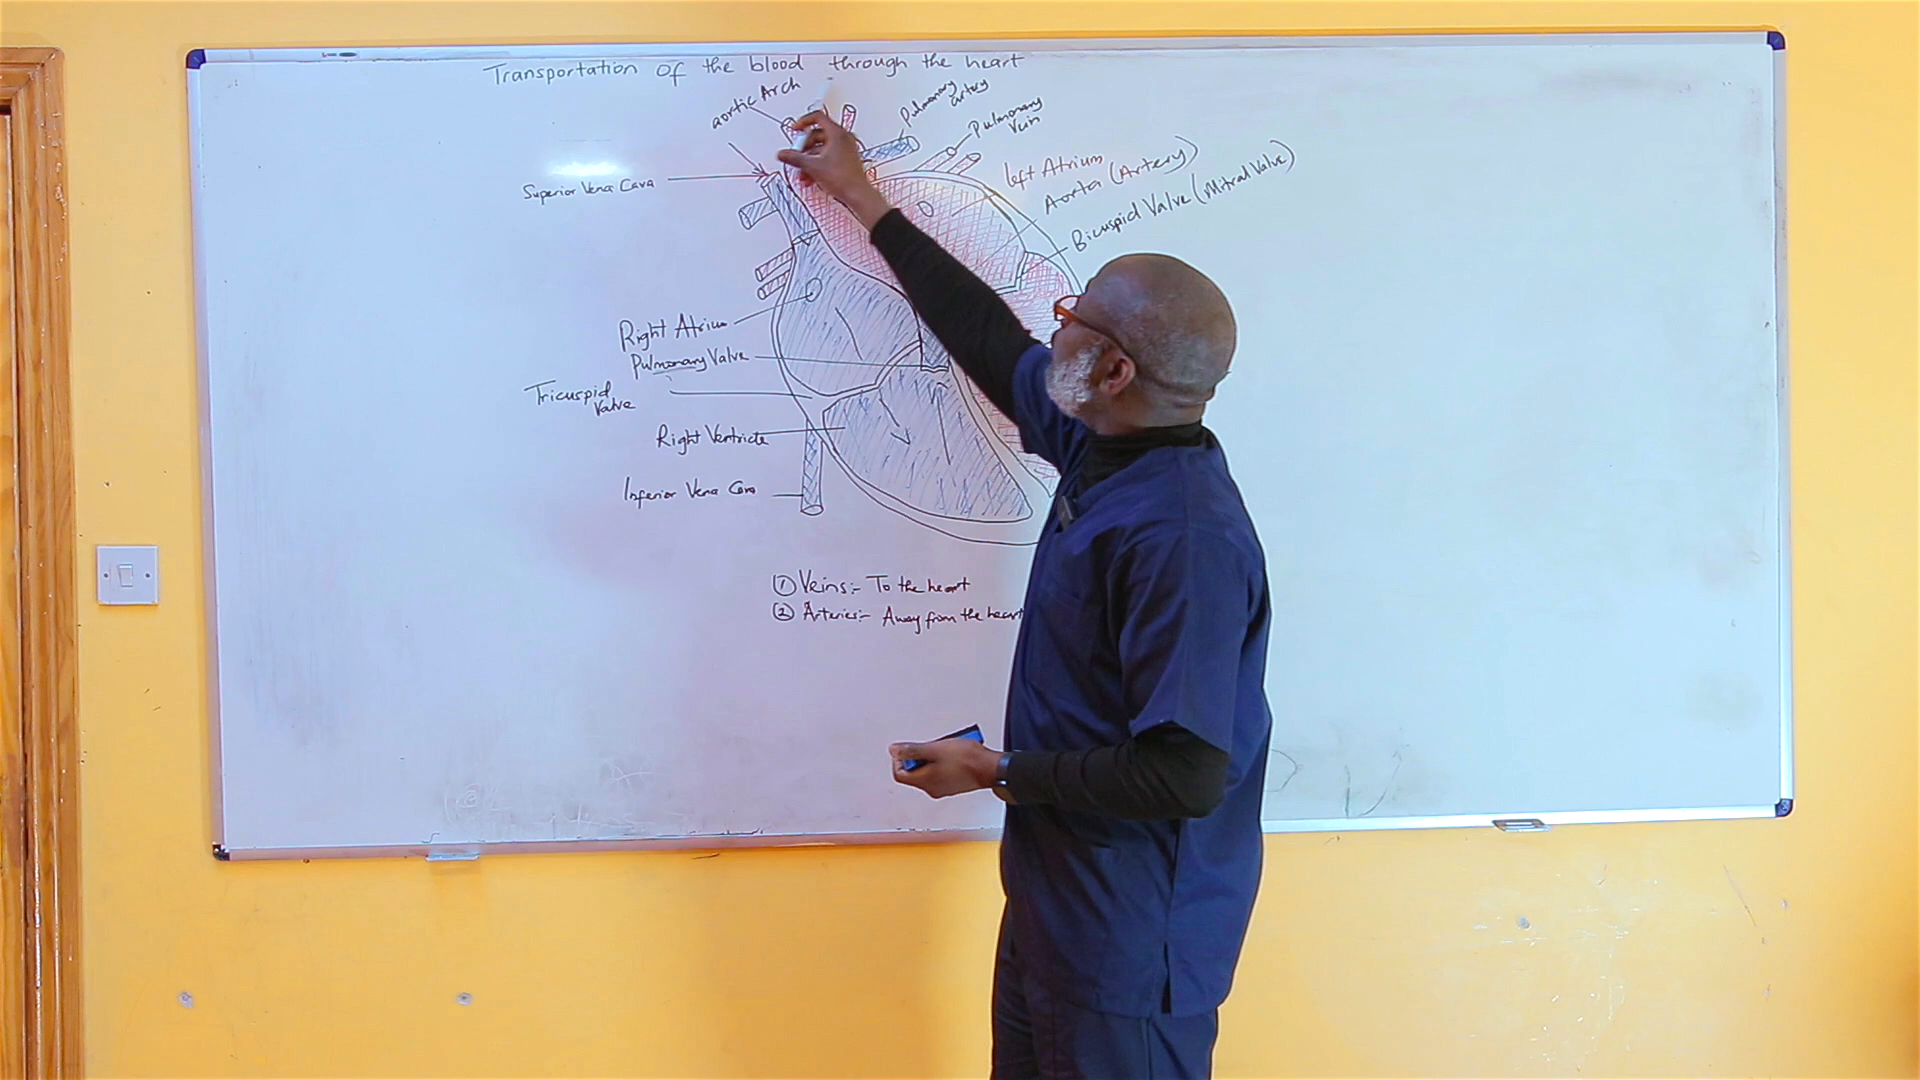 Transportation of the blood through the heart
aortic Arch
Pulmonary
artery
Pulmonary
Vein
Superior Vena Cava
left Atrium
Aorta (Artery)
Bicuspid Valve (Mitral Valve)
Right Atrium
Pulmonary Valve
Tricuspid
Valve
Right Ventricle
Inferior Vena Cava
① Veins:- To the heart
② Arteries:- Away from the heart